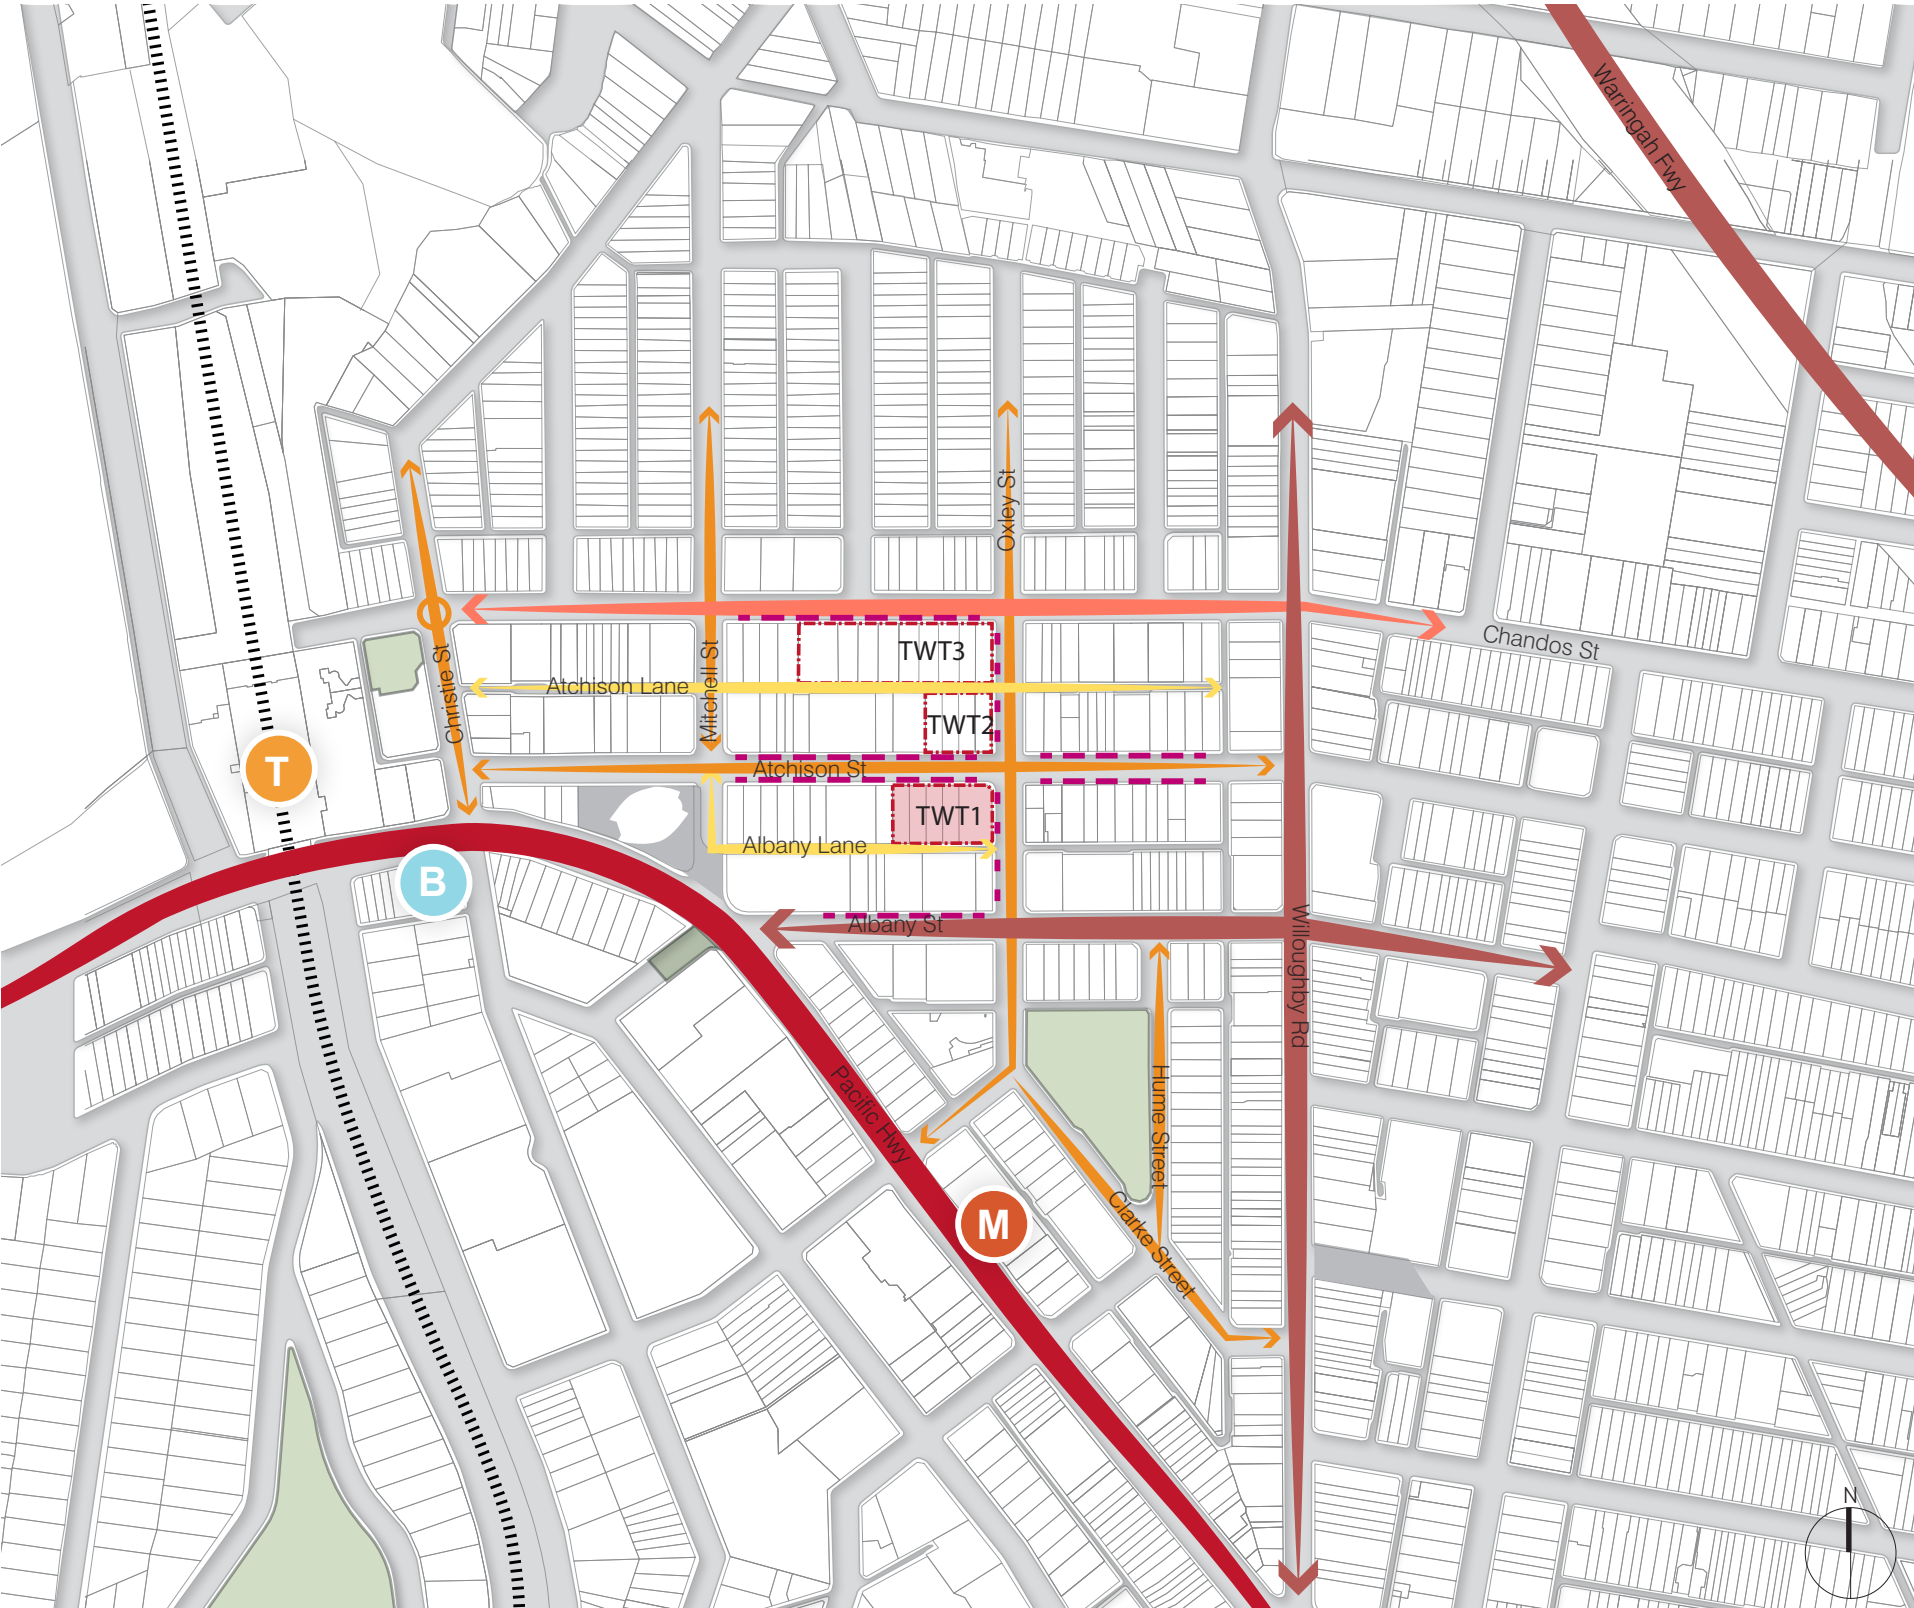 Warringah Fwy
Oxley St
Chandos St
TWT3
Christie St
Mitchell St
Atchison Lane
TWT2
T
Atchison St
TWT1
Albany Lane
B
Albany St
Willoughby Rd
Pacific Hwy
Hume Street
M
Clarke Street
N